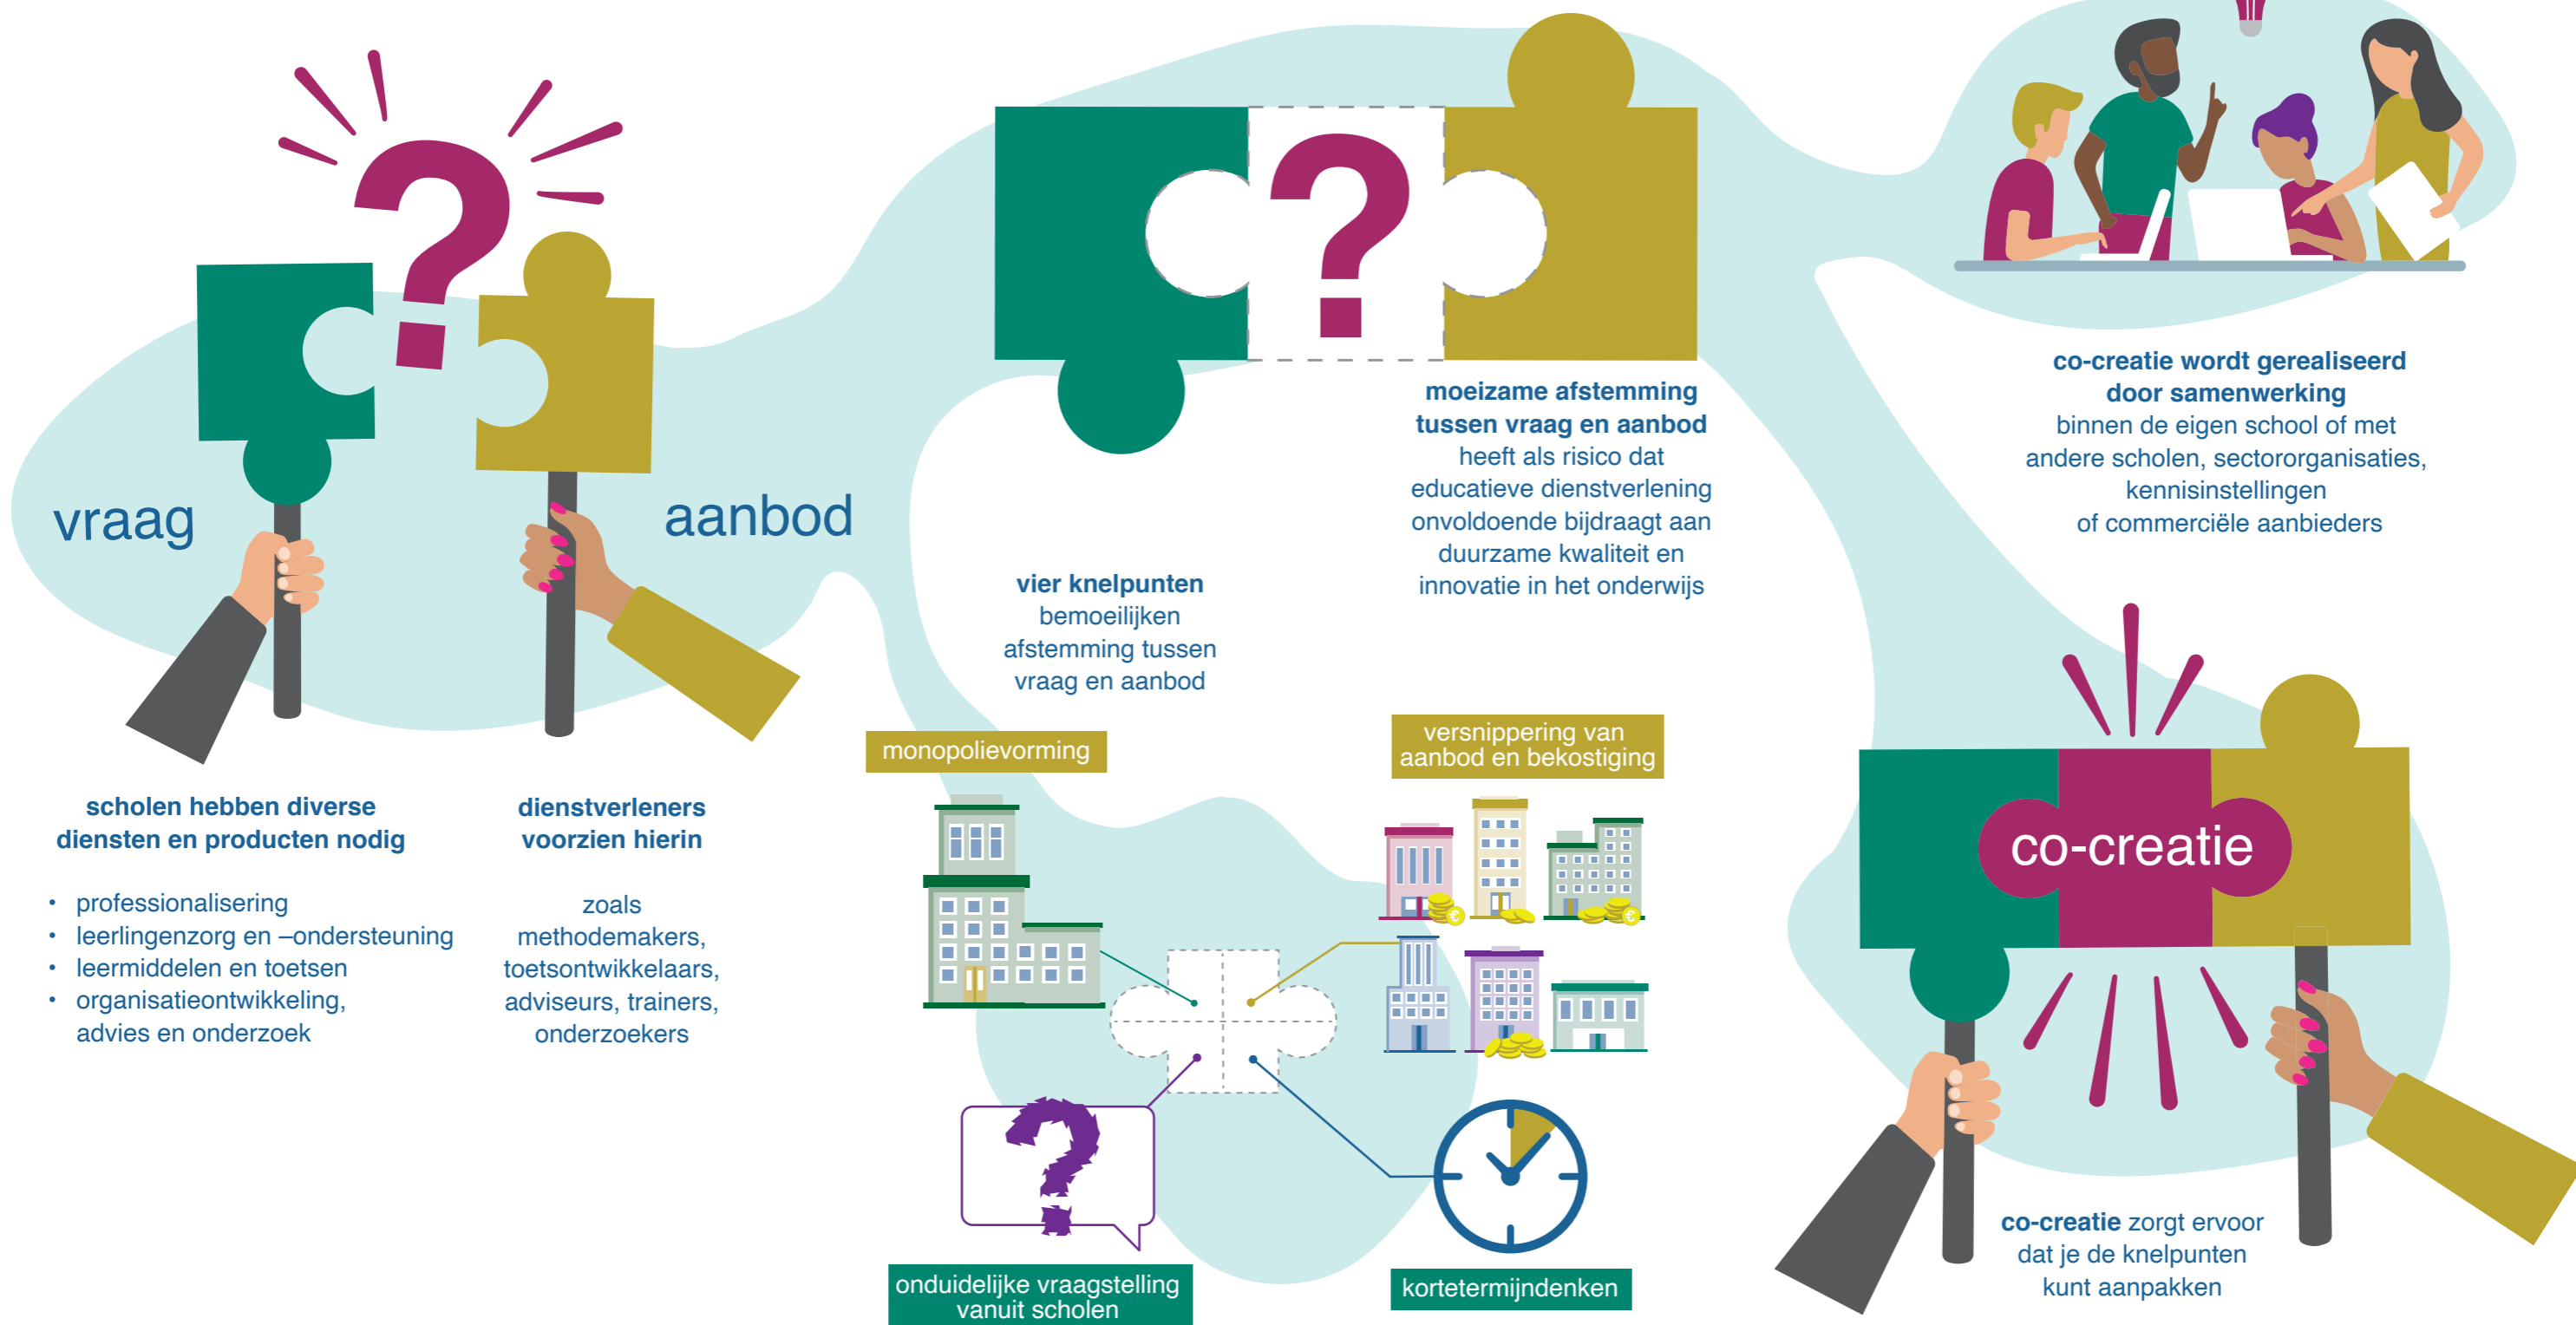 vraag
aanbod
scholen hebben diverse
diensten en producten nodig
• professionalisering
• leerlingenzorg en –ondersteuning
• leermiddelen en toetsen
• organisatieontwikkeling,
advies en onderzoek
dienstverleners
voorzien hierin
zoals
methodemakers,
toetsontwikkelaars,
adviseurs, trainers,
onderzoekers
?
?
moeizame afstemming
tussen vraag en aanbod
heeft als risico dat
educatieve dienstverlening
onvoldoende bijdraagt aan
duurzame kwaliteit en
innovatie in het onderwijs
vier knelpunten
bemoeilijken
afstemming tussen
vraag en aanbod
monopolievorming
versnippering van
aanbod en bekostiging
€
€
?
onduidelijke vraagstelling
vanuit scholen
kortetermijndenken
co-creatie wordt gerealiseerd
door samenwerking
binnen de eigen school of met
andere scholen, sectororganisaties,
kennisinstellingen
of commerciële aanbieders
co-creatie
co-creatie zorgt ervoor
dat je de knelpunten
kunt aanpakken